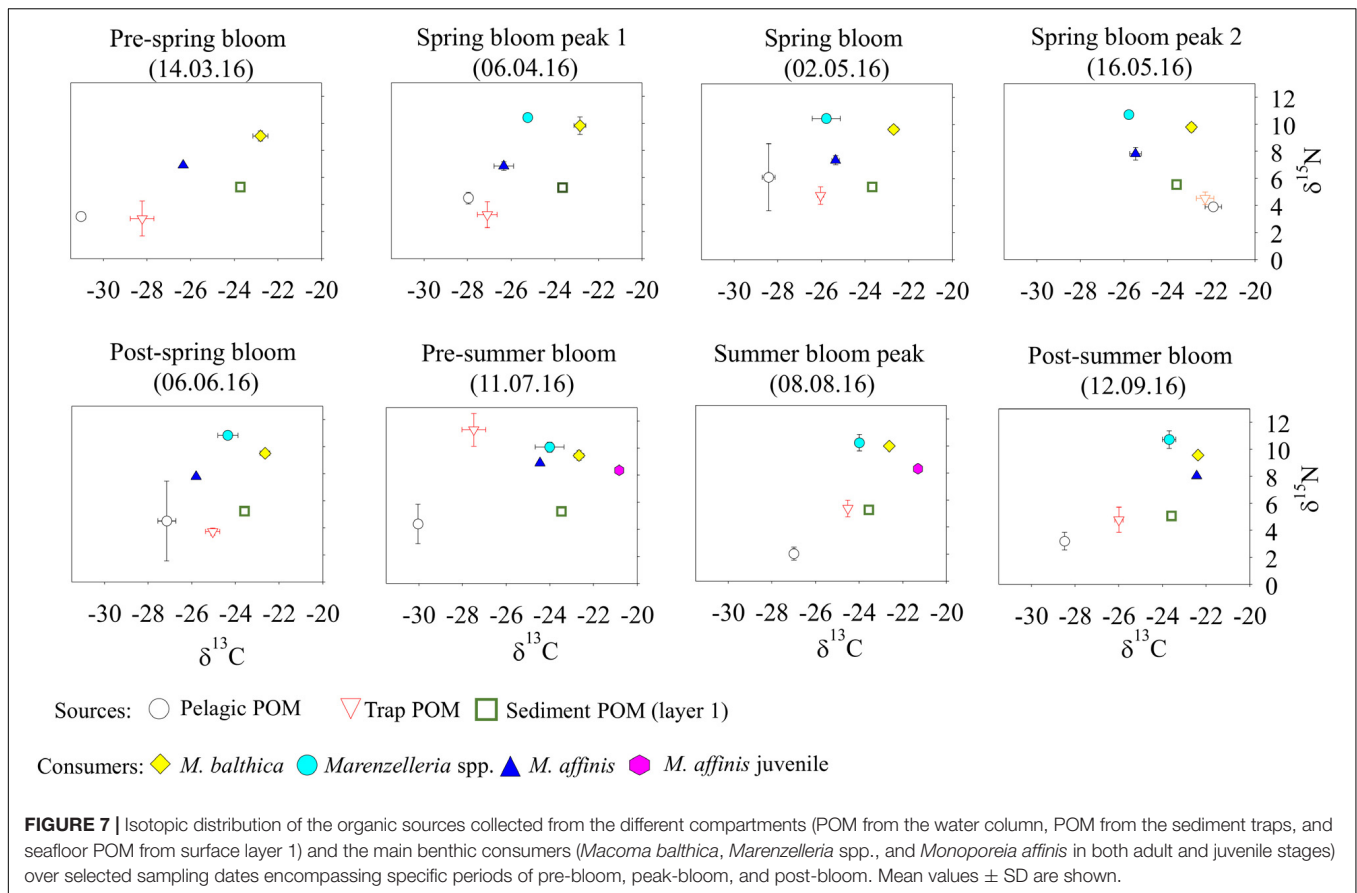 Pre-spring bloom
(14.03.16)
Spring bloom peak 1
(06.04.16)
Spring bloom
(02.05.16)
Spring bloom peak 2
(16.05.16)
12
10
8
6
4
2
0
δ15N
-30 -28 -26 -24 -22 -20
-30 -28 -26 -24 -22 -20
-30 -28 -26 -24 -22 -20
-30 -28 -26 -24 -22 -20
Post-spring bloom
(06.06.16)
Pre-summer bloom
(11.07.16)
Summer bloom peak
(08.08.16)
Post-summer bloom
(12.09.16)
12
10
8
6
4
2
0
δ15N
-30 -28 -26 -24 -22 -20
-30 -28 -26 -24 -22 -20
-30 -28 -26 -24 -22 -20
-30 -28 -26 -24 -22 -20
δ13C
δ13C
δ13C
δ13C
Sources: Pelagic POM Trap POM Sediment POM (layer 1)
Consumers: M. balthica Marenzelleria spp. M. affinis M. affinis juvenile
FIGURE 7 | Isotopic distribution of the organic sources collected from the different compartments (POM from the water column, POM from the sediment traps, and
seafloor POM from surface layer 1) and the main benthic consumers (Macoma balthica, Marenzelleria spp., and Monoporeia affinis in both adult and juvenile stages)
over selected sampling dates encompassing specific periods of pre-bloom, peak-bloom, and post-bloom. Mean values ± SD are shown.